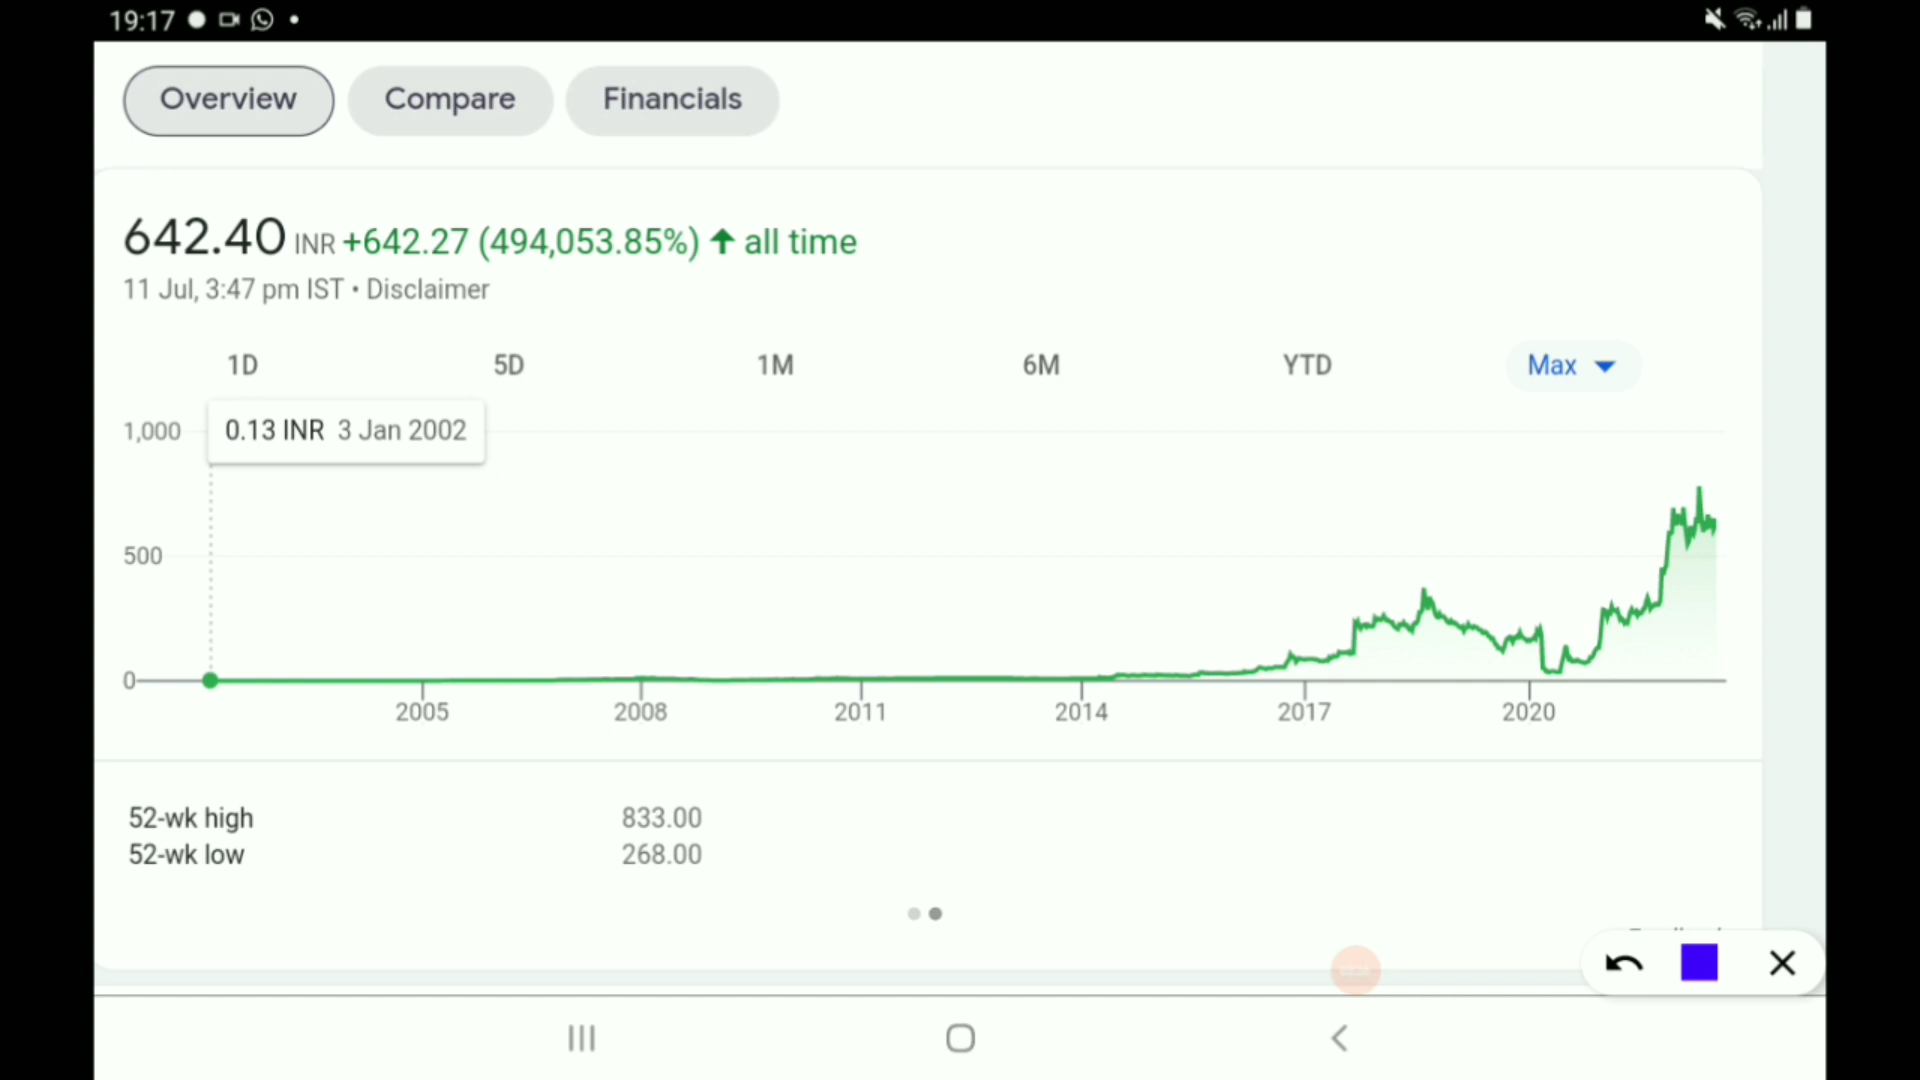 19:17
Overview Compare Financials
642.40 INR +642.27 (494,053.85%) ↑ all time
11 Jul, 3:47 pm IST • Disclaimer
1D 5D 1M 6M YTD Max
1,000
0.13 INR 3 Jan 2002
500
0
2005 2008 2011 2014 2017 2020
52-wk high 833.00
52-wk low 268.00